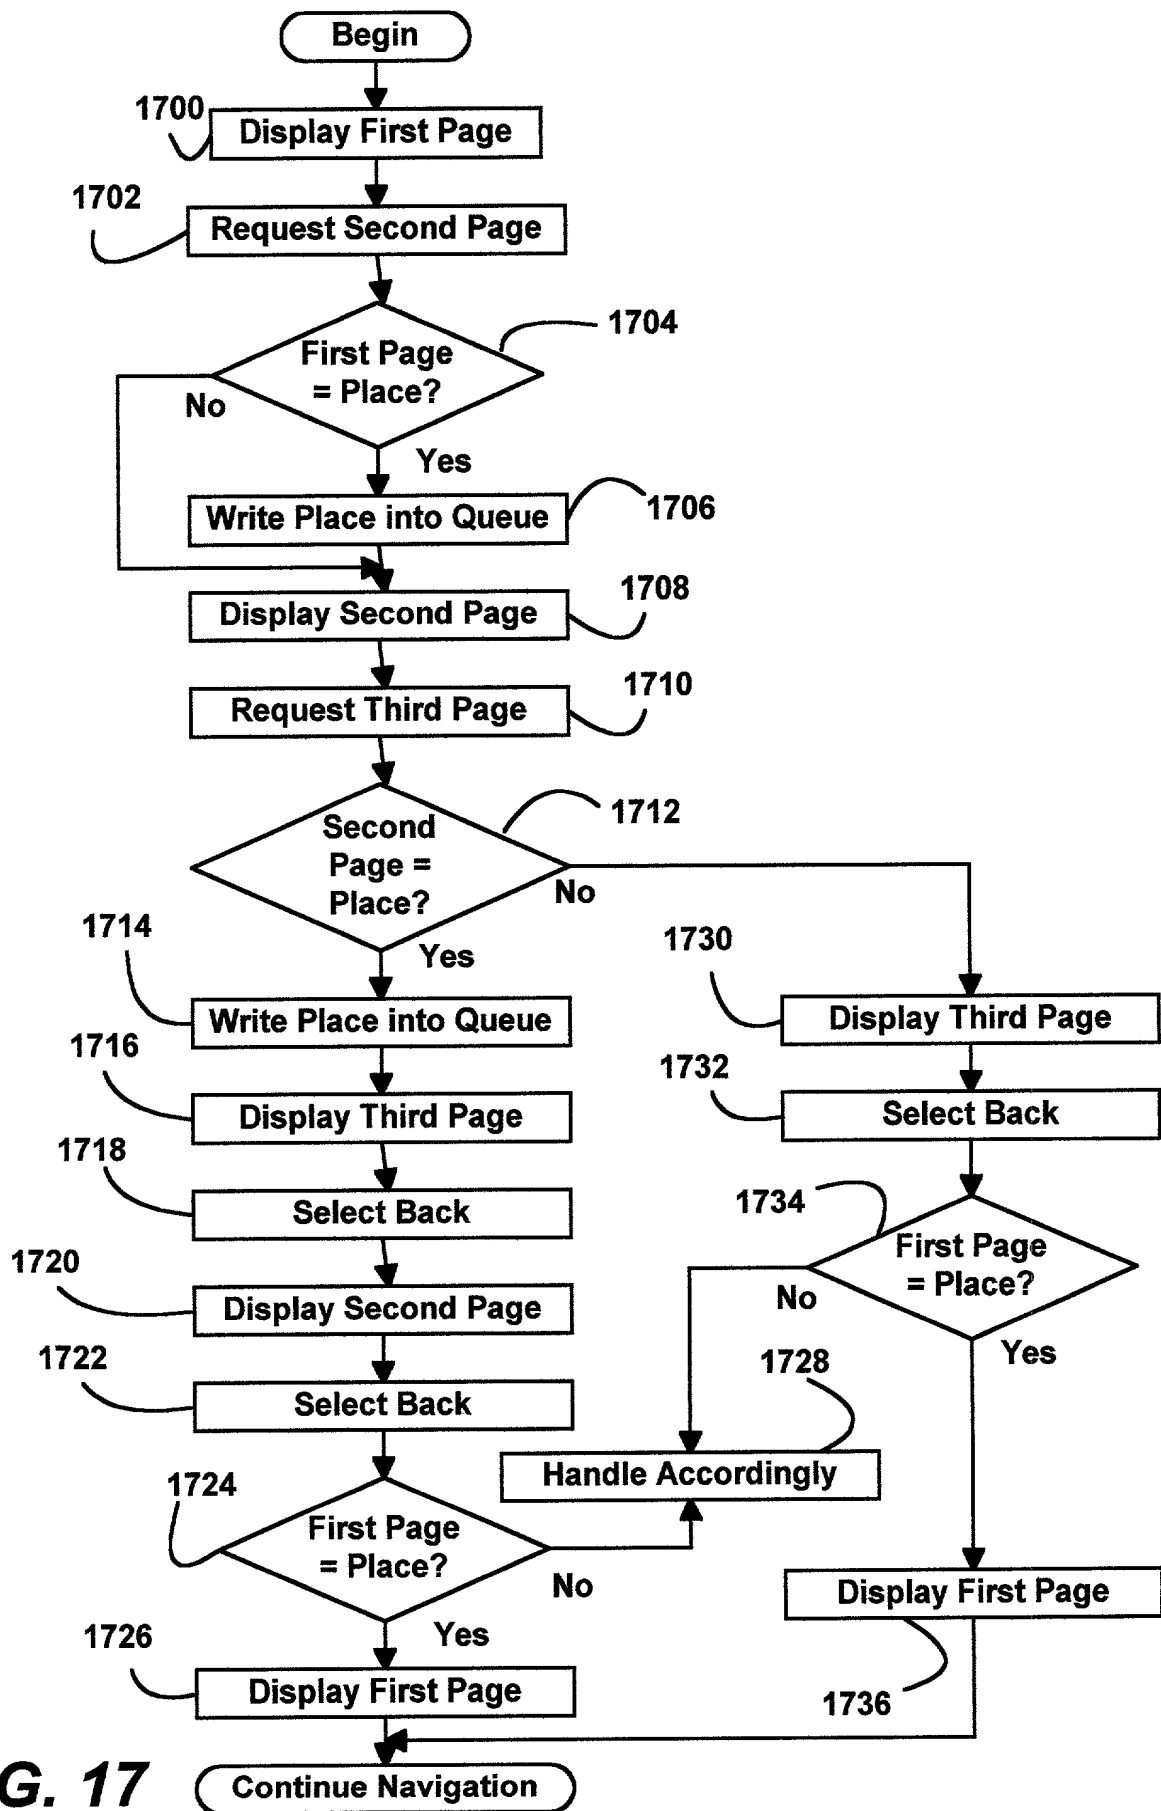 Begin
1700
Display First Page
1702
Request Second Page
1704
First Page
= Place?
No
Yes
1706
Write Place into Queue
1708
Display Second Page
1710
Request Third Page
1712
Second
Page =
Place?
No
Yes
1714
Write Place into Queue
1730
Display Third Page
1716
Display Third Page
1732
Select Back
1718
Select Back
1734
First Page
= Place?
No
Yes
1720
Display Second Page
1722
Select Back
1728
Handle Accordingly
1724
First Page
= Place?
No
Yes
Display First Page
1736
1726
Display First Page
G. 17
Continue Navigation